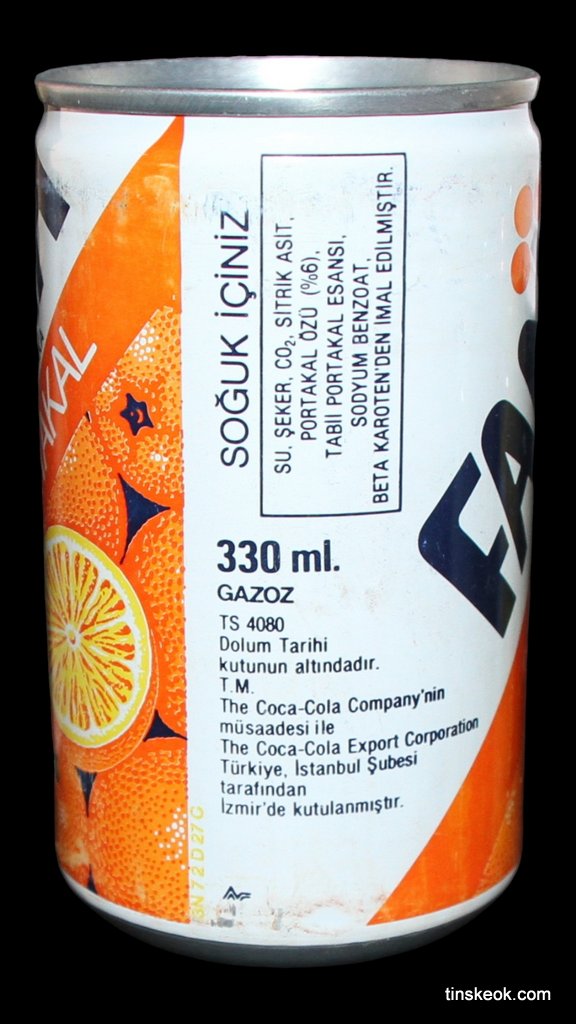 AKAL
SOĞUK İÇİNİZ
SU, ŞEKER, CO₂, SİTRİK ASİT,
PORTAKAL ÖZÜ (%6),
TABİİ PORTAKAL ESANSI,
SODYUM BENZOAT,
BETA KAROTEN'DEN İMAL EDİLMİŞTİR.
FA
330 ml.
GAZOZ
TS 4080
Dolum Tarihi
kutunun altındadır.
T.M.
The Coca-Cola Company'nin
müsaadesi ile
The Coca-Cola Export Corporation
Türkiye, İstanbul Şubesi
tarafından
İzmir'de kutulanmıştır.
tinskeok.com